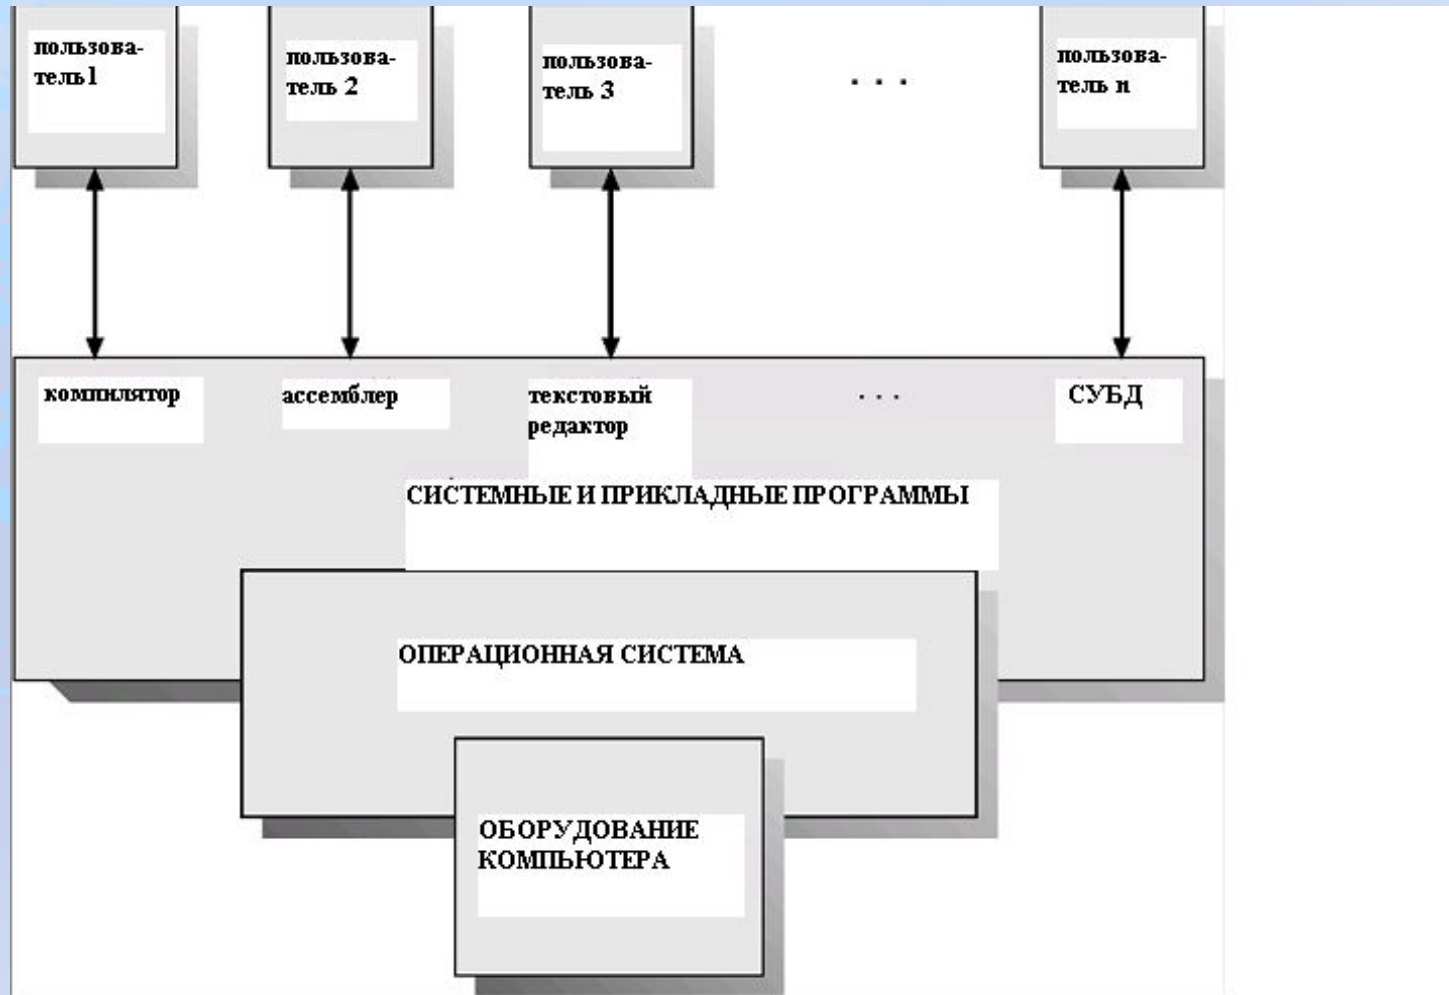 пользова-
тель1
пользова-
тель 2
пользова-
тель 3
. . .
пользова-
тель n
компилятор
ассемблер
текстовый
редактор
. . .
СУБД
СИСТЕМНЫЕ И ПРИКЛАДНЫЕ ПРОГРАММЫ
ОПЕРАЦИОННАЯ СИСТЕМА
ОБОРУДОВАНИЕ
КОМПЬЮТЕРА